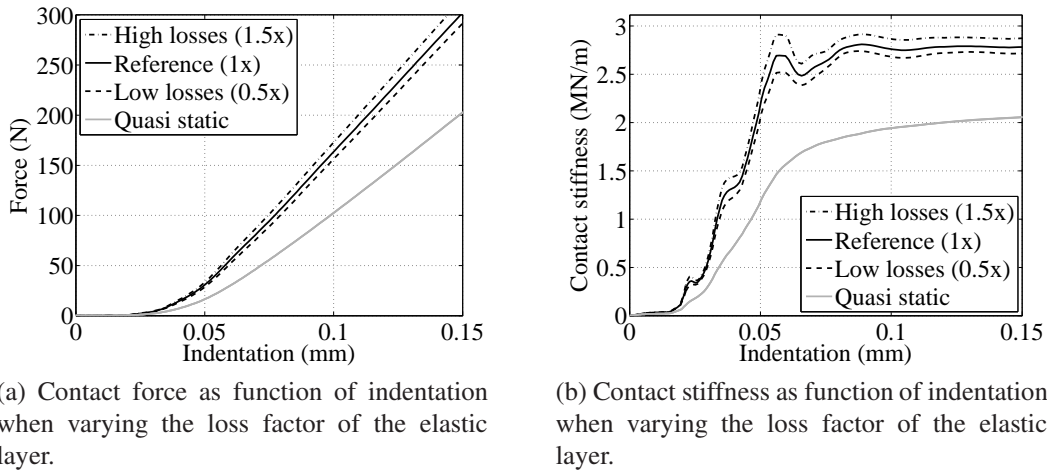 300
250
200
150
100
50
0
Force (N)
High losses (1.5x)
Reference (1x)
Low losses (0.5x)
Quasi static
0 0.05 0.1 0.15
Indentation (mm)
(a) Contact force as function of indentation
when varying the loss factor of the elastic
layer.
3
2.5
2
1.5
1
0.5
0
Contact stiffness (MN/m)
High losses (1.5x)
Reference (1x)
Low losses (0.5x)
Quasi static
0 0.05 0.1 0.15
Indentation (mm)
(b) Contact stiffness as function of indentation
when varying the loss factor of the elastic
layer.